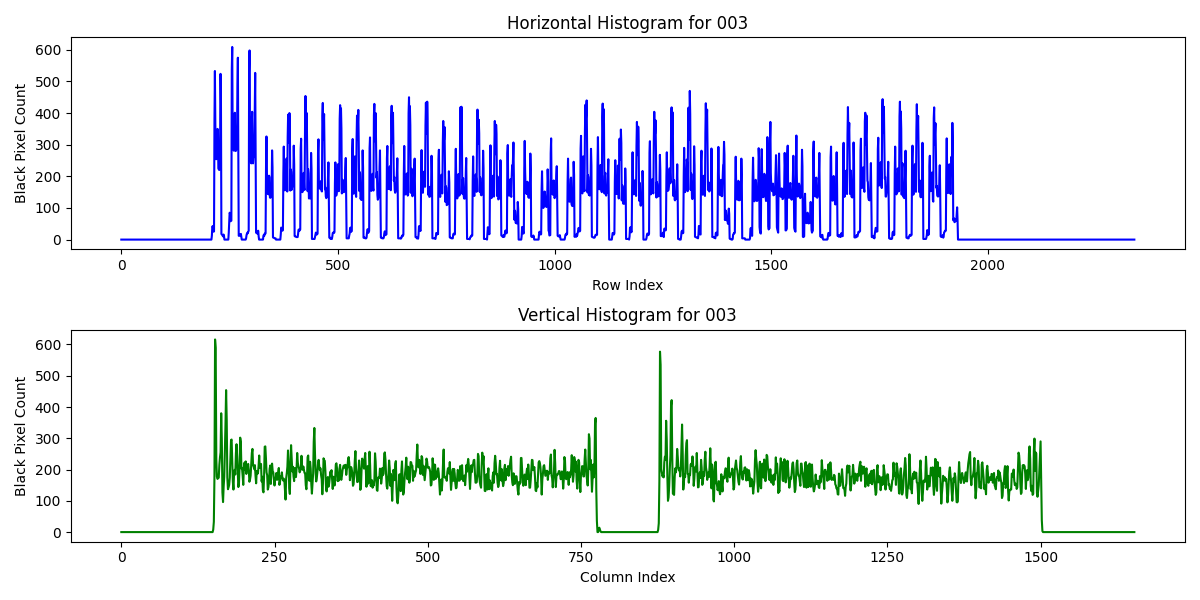 Horizontal Histogram for 003
Black Pixel Count
600
500
400
300
200
100
0
0 500 1000 1500 2000
Row Index
Vertical Histogram for 003
Black Pixel Count
600
500
400
300
200
100
0
0 250 500 750 1000 1250 1500
Column Index